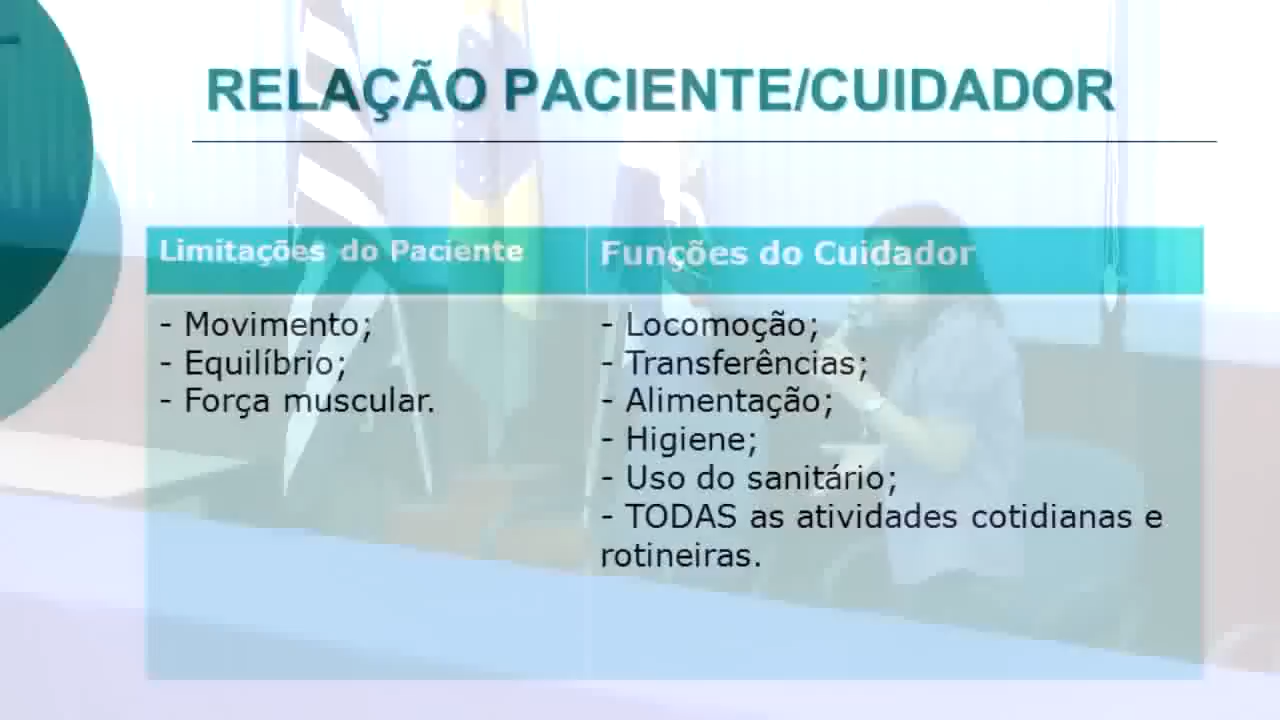 RELAÇÃO PACIENTE/CUIDADOR
Limitações do Paciente
- Movimento;
- Equilíbrio;
- Força muscular.
Funções do Cuidador
- Locomoção;
- Transferências;
- Alimentação;
- Higiene;
- Uso do sanitário;
- TODAS as atividades cotidianas e
rotineiras.